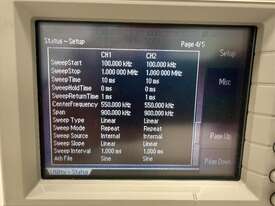 Status-Setup Page 4/5
CH1 CH2
SweepStart 100.000 kHz 100.000 kHz
SweepStop 1.000 000 MHz 1.000 000 MHz
SweepTime 10 ms 10 ms
SweepHoldTime 0 ms 0 ms
SweepReturnTime 1 ms 1 ms
CenterFrequency 550.000 kHz 550.000 kHz
Span 900.000 kHz 900.000 kHz
Sweep Type Linear Linear
Sweep Mode Repeat Repeat
Sweep Source Internal Internal
Sweep Slope Linear Linear
Sweep Interval 1.000 ms 1.000 ms
Arb File Sine Sine
Utility-Status
Setup
Misc
Page Up
Page Down